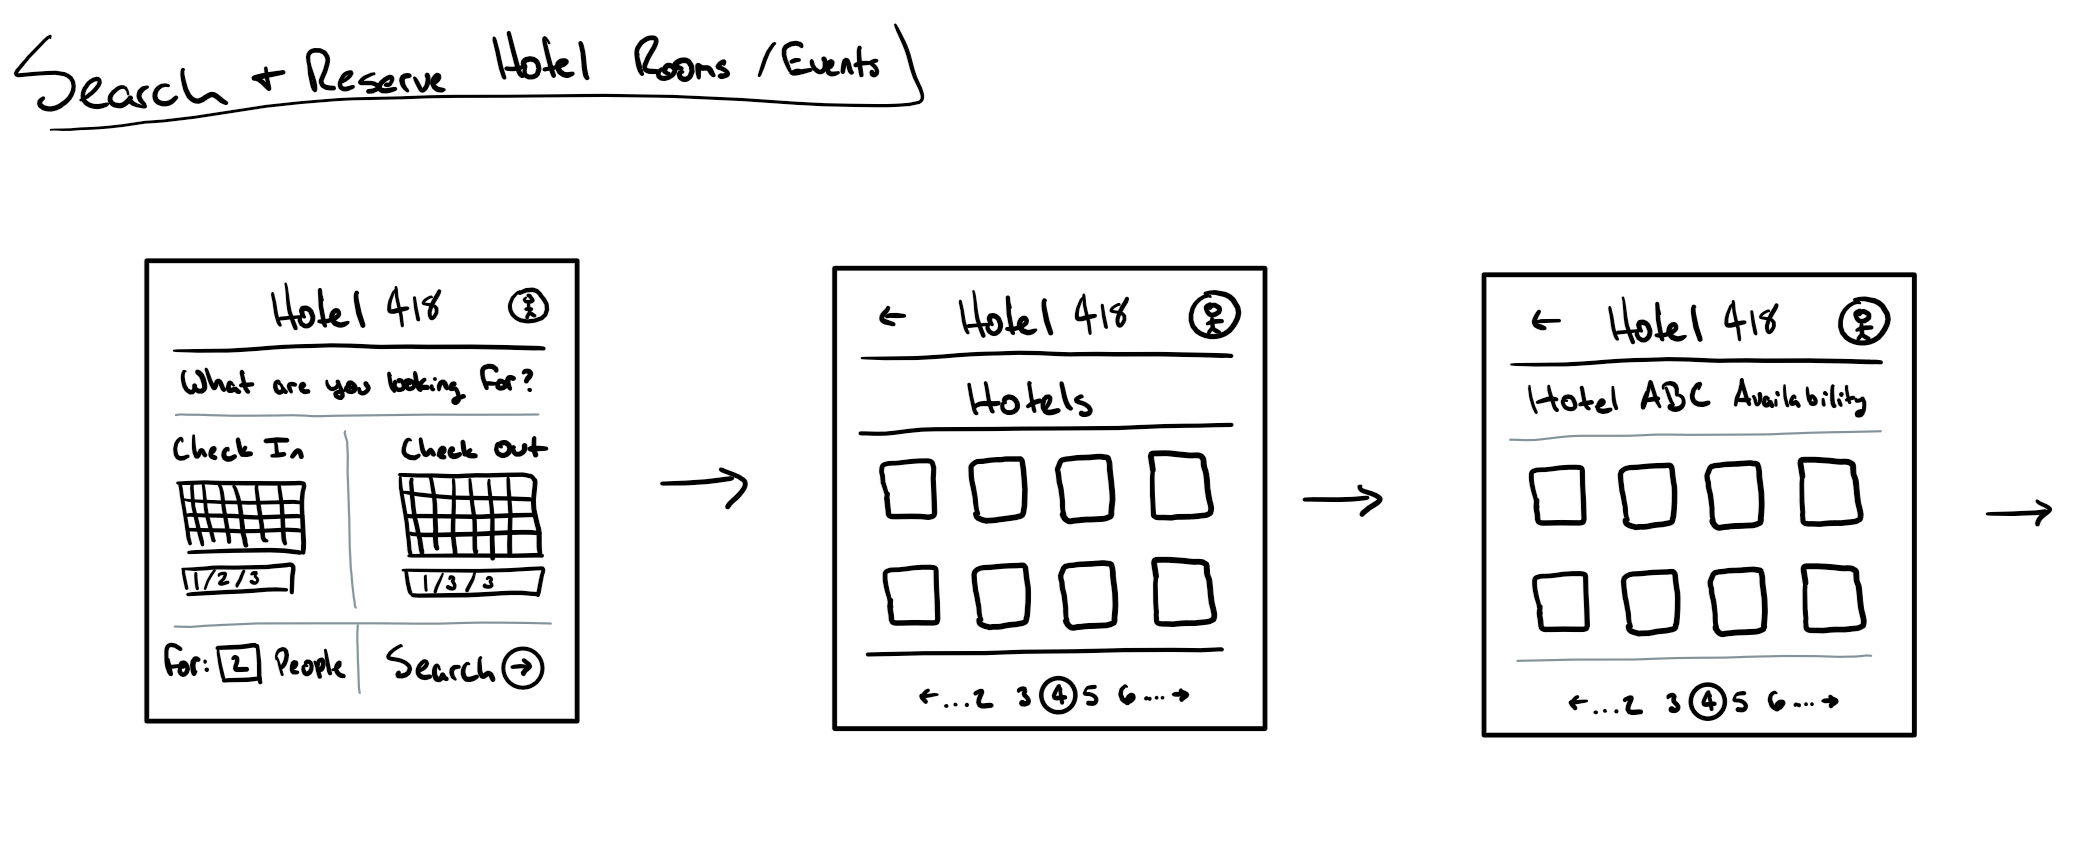 Search + Reserve Hotel Rooms / Events
Hotel 418
What are you looking for?
Check In
Check Out
1/2/3
1/3/3
For: 2 People
Search →
← Hotel 418
Hotels
← ...2 3 4 5 6... →
← Hotel 418
Hotel ABC Availability
← ...2 3 4 5 6... →